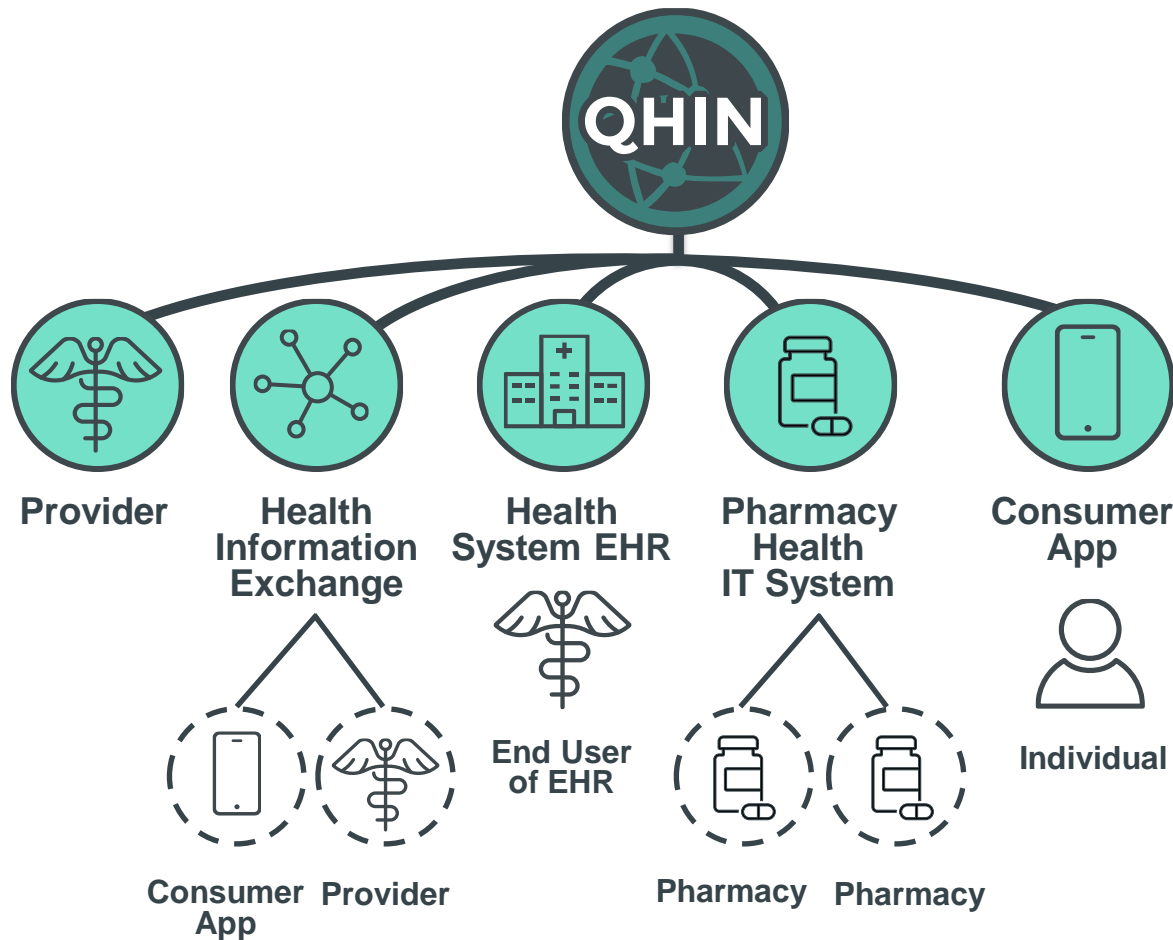 QHIN
Provider
Health
Information
Exchange
Health
System EHR
Pharmacy
Health
IT System
Consumer
App
End User
of EHR
Individual
Consumer
App
Provider
Pharmacy
Pharmacy